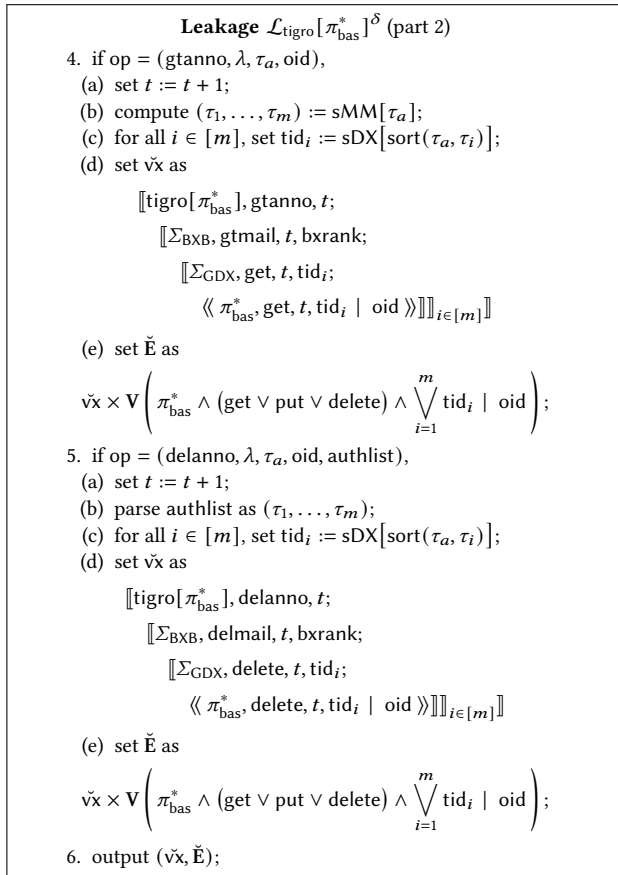 Leakage 𝓛_tigro[π*_bas]^δ (part 2)
4. if op = (gtanno, λ, τ_a, oid),
(a) set t := t + 1;
(b) compute (τ_1, . . . , τ_m) := sMM[τ_a];
(c) for all i ∈ [m], set tid_i := sDX[sort(τ_a, τ_i)];
(d) set vx̆ as
⟦tigro[π*_bas], gtanno, t;
⟦Σ_BXB, gtmail, t, bxrank;
⟦Σ_GDX, get, t, tid_i;
⟪ π*_bas, get, t, tid_i | oid ⟫⟧⟧_{i∈[m]}⟧
(e) set Ĕ as
vx̆ × V ( π*_bas ∧ (get ∨ put ∨ delete) ∧ ⋁_{i=1}^{m} tid_i | oid ) ;
5. if op = (delanno, λ, τ_a, oid, authlist),
(a) set t := t + 1;
(b) parse authlist as (τ_1, . . . , τ_m);
(c) for all i ∈ [m], set tid_i := sDX[sort(τ_a, τ_i)];
(d) set vx̆ as
⟦tigro[π*_bas], delanno, t;
⟦Σ_BXB, delmail, t, bxrank;
⟦Σ_GDX, delete, t, tid_i;
⟪ π*_bas, delete, t, tid_i | oid ⟫⟧⟧_{i∈[m]}⟧
(e) set Ĕ as
vx̆ × V ( π*_bas ∧ (get ∨ put ∨ delete) ∧ ⋁_{i=1}^{m} tid_i | oid ) ;
6. output (vx̆, Ĕ);